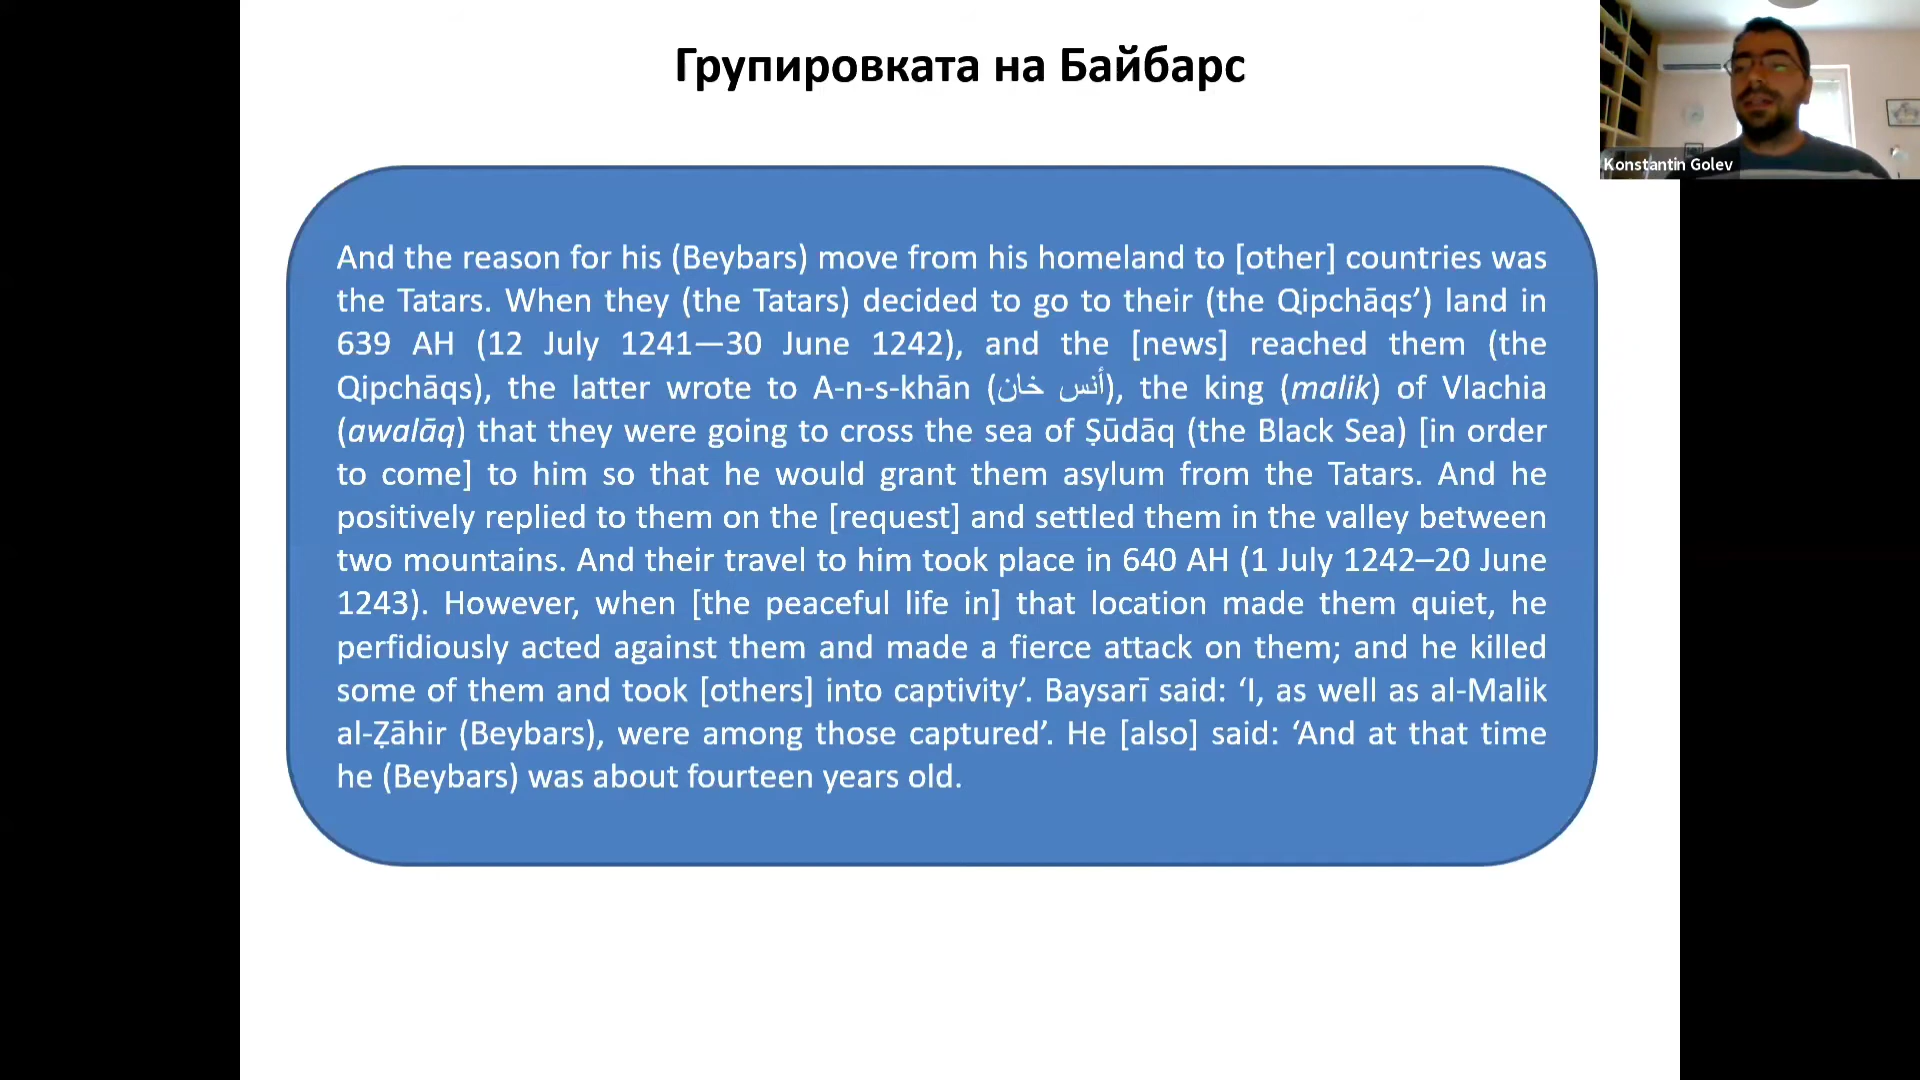 Групировката на Байбарс
Konstantin Golev
And the reason for his (Beybars) move from his homeland to [other] countries was
the Tatars. When they (the Tatars) decided to go to their (the Qipchāqs’) land in
639 AH (12 July 1241—30 June 1242), and the [news] reached them (the
Qipchāqs), the latter wrote to A-n-s-khān (أنس خان), the king (malik) of Vlachia
(awalāq) that they were going to cross the sea of Ṣūdāq (the Black Sea) [in order
to come] to him so that he would grant them asylum from the Tatars. And he
positively replied to them on the [request] and settled them in the valley between
two mountains. And their travel to him took place in 640 AH (1 July 1242–20 June
1243). However, when [the peaceful life in] that location made them quiet, he
perfidiously acted against them and made a fierce attack on them; and he killed
some of them and took [others] into captivity’. Baysarī said: ‘I, as well as al-Malik
al-Ẓāhir (Beybars), were among those captured’. He [also] said: ‘And at that time
he (Beybars) was about fourteen years old.